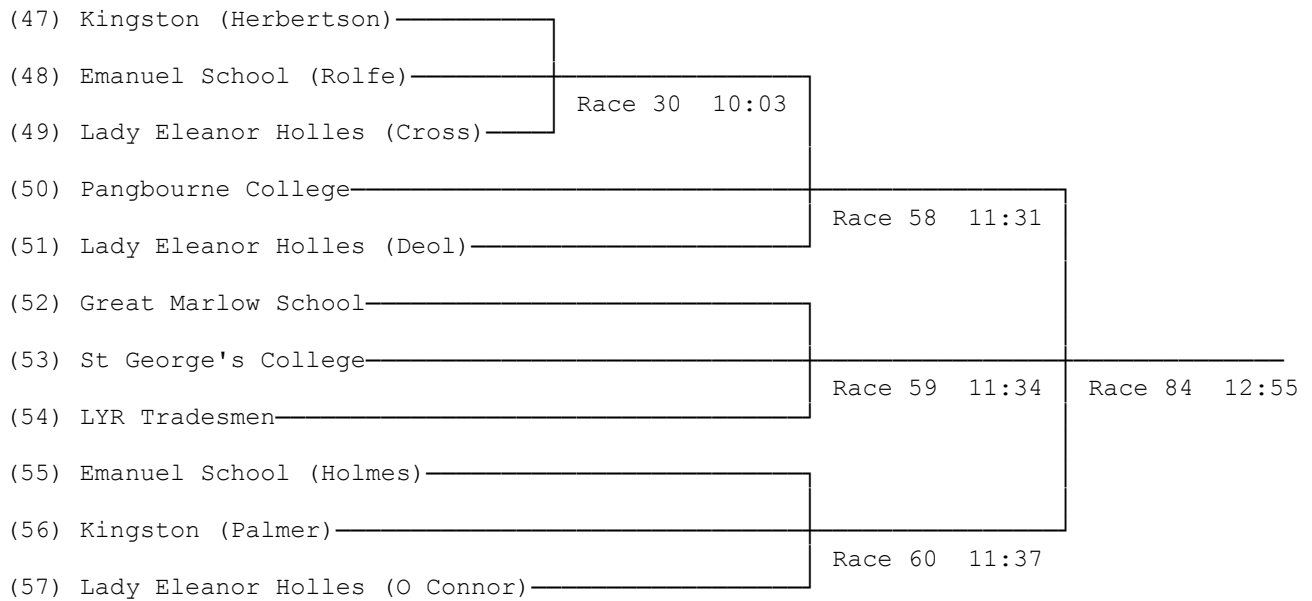 (47) Kingston (Herbertson)
(48) Emanuel School (Rolfe)
Race 30 10:03
(49) Lady Eleanor Holles (Cross)
(50) Pangbourne College
Race 58 11:31
(51) Lady Eleanor Holles (Deol)
(52) Great Marlow School
(53) St George's College
Race 59 11:34 Race 84 12:55
(54) LYR Tradesmen
(55) Emanuel School (Holmes)
(56) Kingston (Palmer)
Race 60 11:37
(57) Lady Eleanor Holles (O Connor)